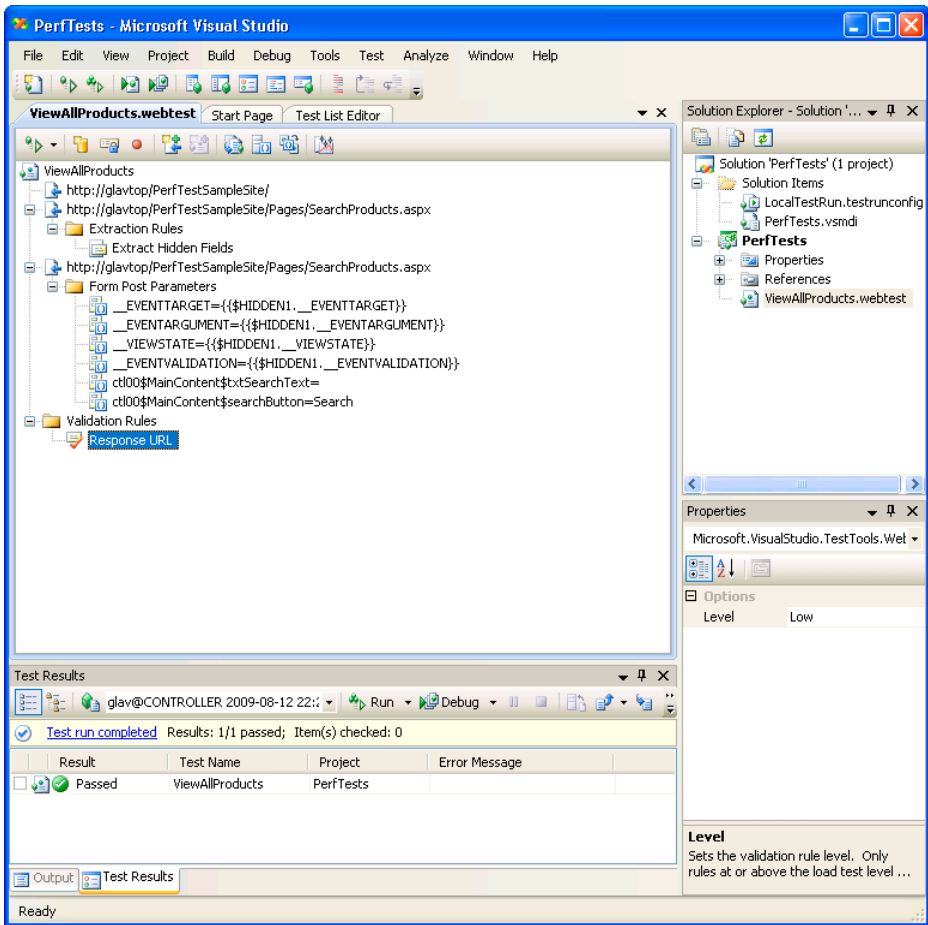 PerfTests - Microsoft Visual Studio
File Edit View Project Build Debug Tools Test Analyze Window Help
ViewAllProducts.webtest Start Page Test List Editor
ViewAllProducts
http://glavtop/PerfTestSampleSite/
http://glavtop/PerfTestSampleSite/Pages/SearchProducts.aspx
Extraction Rules
Extract Hidden Fields
http://glavtop/PerfTestSampleSite/Pages/SearchProducts.aspx
Form Post Parameters
__EVENTTARGET={{$HIDDEN1.__EVENTTARGET}}
__EVENTARGUMENT={{$HIDDEN1.__EVENTARGUMENT}}
__VIEWSTATE={{$HIDDEN1.__VIEWSTATE}}
__EVENTVALIDATION={{$HIDDEN1.__EVENTVALIDATION}}
ctl00$MainContent$txtSearchText=
ctl00$MainContent$searchButton=Search
Validation Rules
Response URL
Solution Explorer - Solution '...
Solution 'PerfTests' (1 project)
Solution Items
LocalTestRun.testrunconfig
PerfTests.vsmdi
PerfTests
Properties
References
ViewAllProducts.webtest
Properties
Microsoft.VisualStudio.TestTools.Wet
Options
Level Low
Level
Sets the validation rule level. Only
rules at or above the load test level ...
Test Results
glav@CONTROLLER 2009-08-12 22:2 Run Debug
Test run completed Results: 1/1 passed; Item(s) checked: 0
Result Test Name Project Error Message
Passed ViewAllProducts PerfTests
Output Test Results
Ready